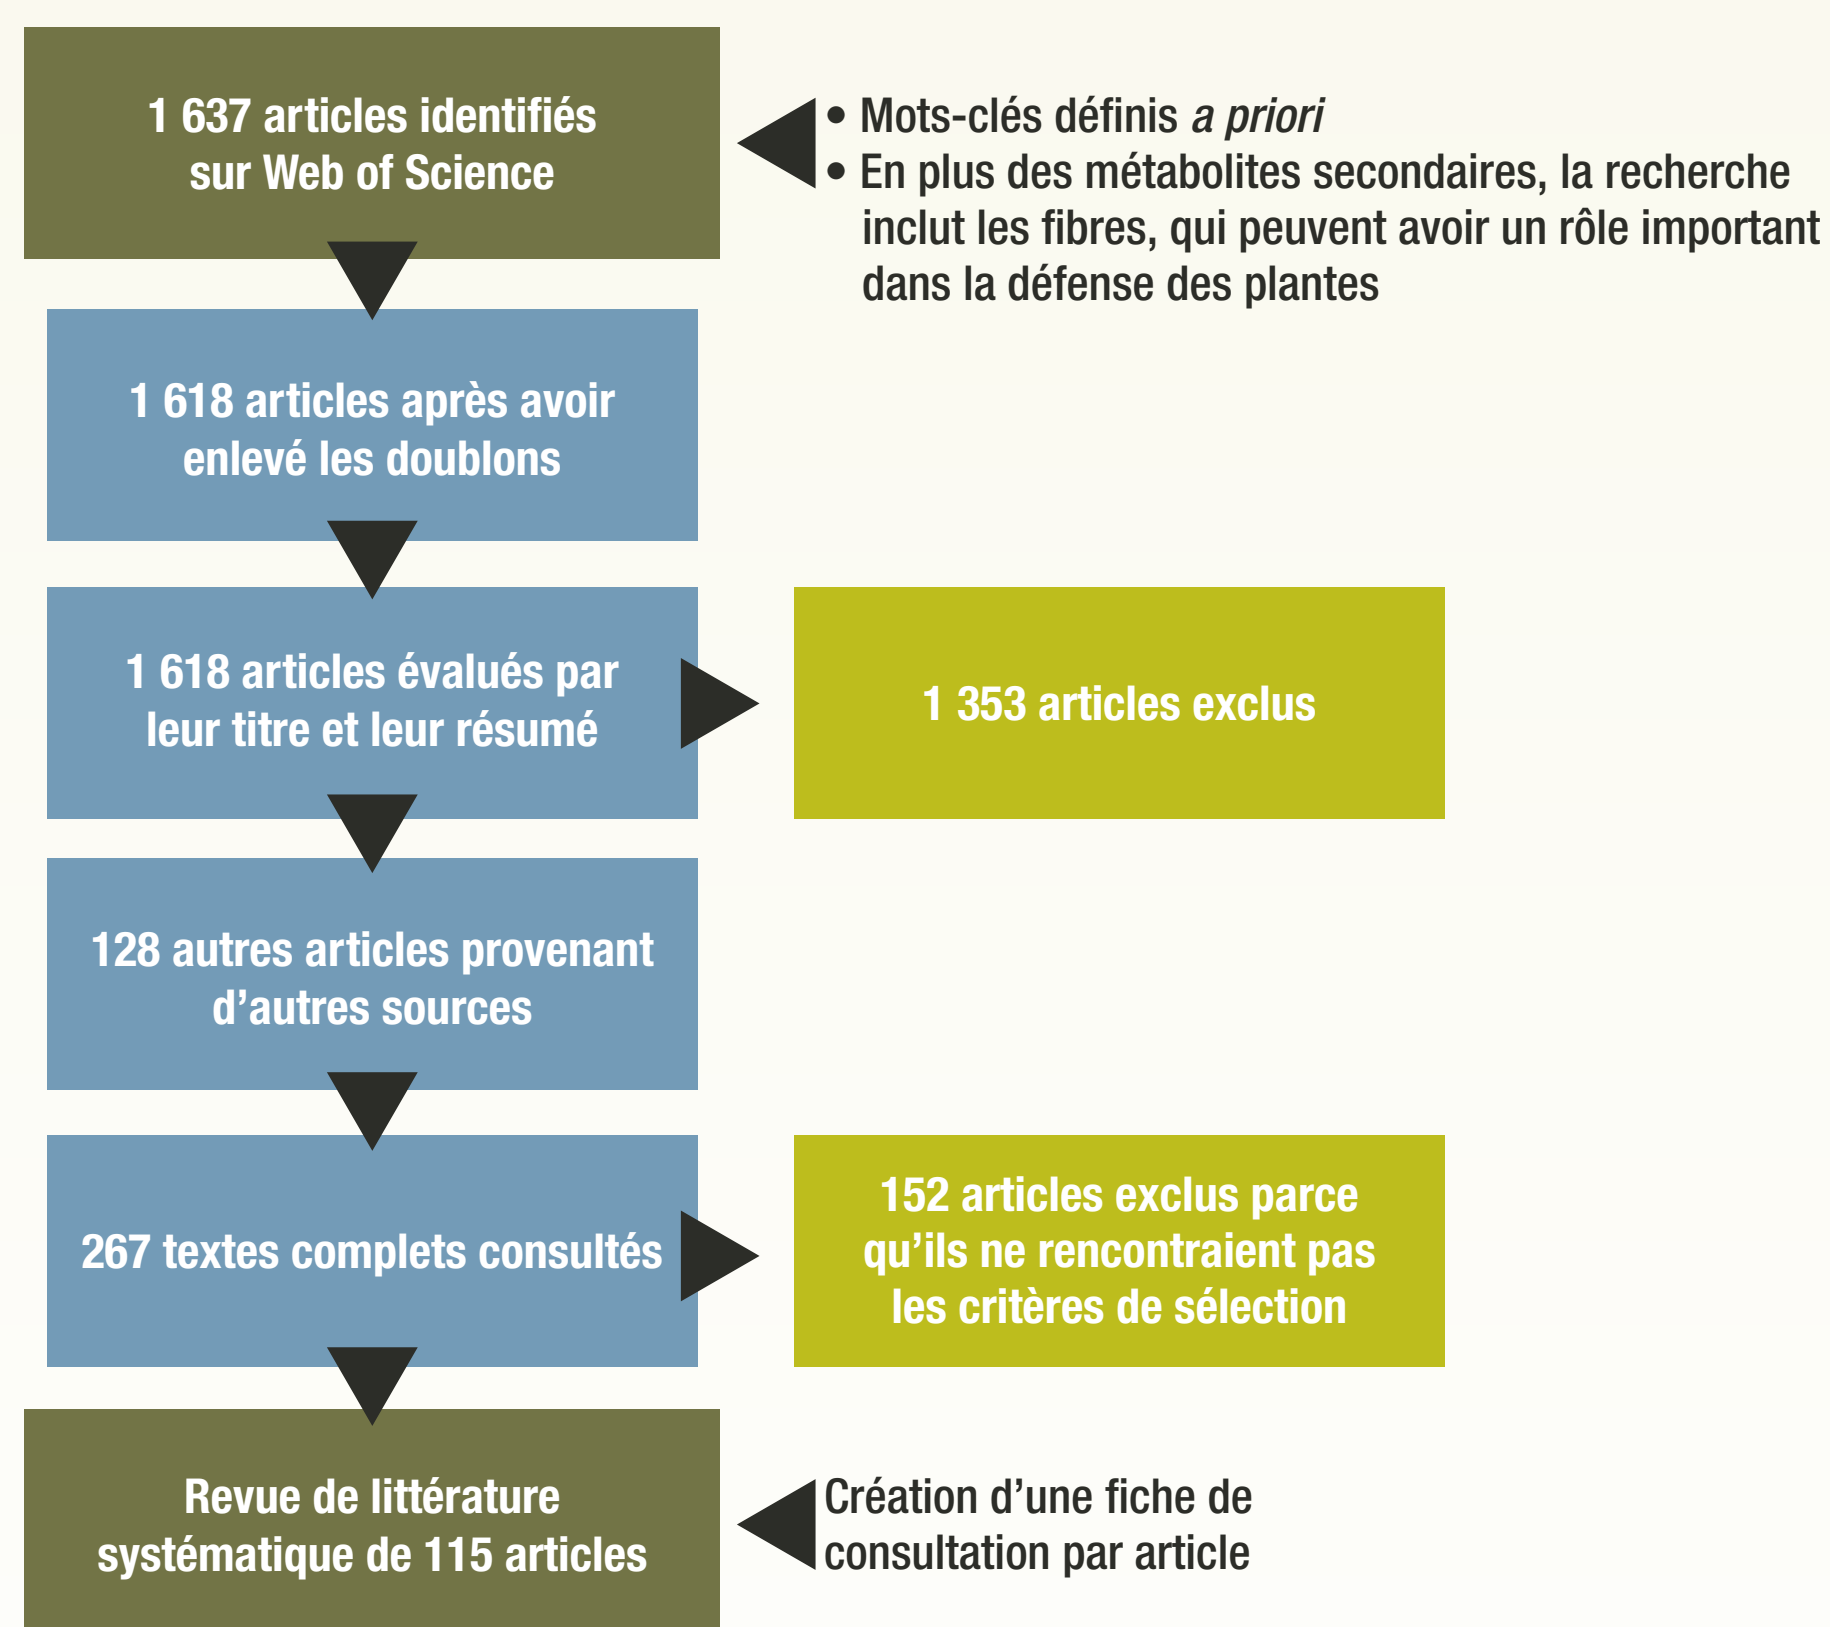 1 637 articles identifiés
sur Web of Science
• Mots-clés définis a priori
• En plus des métabolites secondaires, la recherche
inclut les fibres, qui peuvent avoir un rôle important
dans la défense des plantes
1 618 articles après avoir
enlevé les doublons
1 618 articles évalués par
leur titre et leur résumé
1 353 articles exclus
128 autres articles provenant
d’autres sources
267 textes complets consultés
152 articles exclus parce
qu’ils ne rencontraient pas
les critères de sélection
Revue de littérature
systématique de 115 articles
Création d’une fiche de
consultation par article